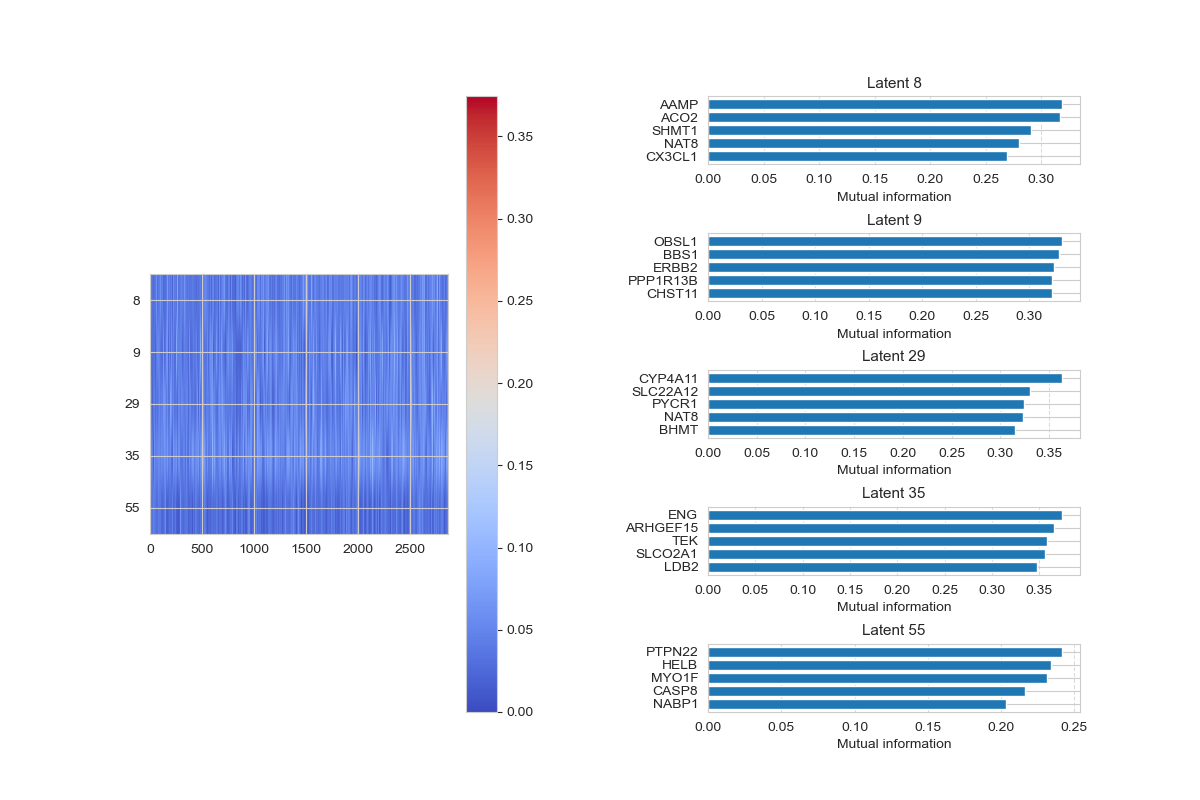 8
9
29
35
55
0 500 1000 1500 2000 2500
0.35
0.30
0.25
0.20
0.15
0.10
0.05
0.00
Latent 8
AAMP
ACO2
SHMT1
NAT8
CX3CL1
0.00 0.05 0.10 0.15 0.20 0.25 0.30
Mutual information
Latent 9
OBSL1
BBS1
ERBB2
PPP1R13B
CHST11
0.00 0.05 0.10 0.15 0.20 0.25 0.30
Mutual information
Latent 29
CYP4A11
SLC22A12
PYCR1
NAT8
BHMT
0.00 0.05 0.10 0.15 0.20 0.25 0.30 0.35
Mutual information
Latent 35
ENG
ARHGEF15
TEK
SLCO2A1
LDB2
0.00 0.05 0.10 0.15 0.20 0.25 0.30 0.35
Mutual information
Latent 55
PTPN22
HELB
MYO1F
CASP8
NABP1
0.00 0.05 0.10 0.15 0.20 0.25
Mutual information